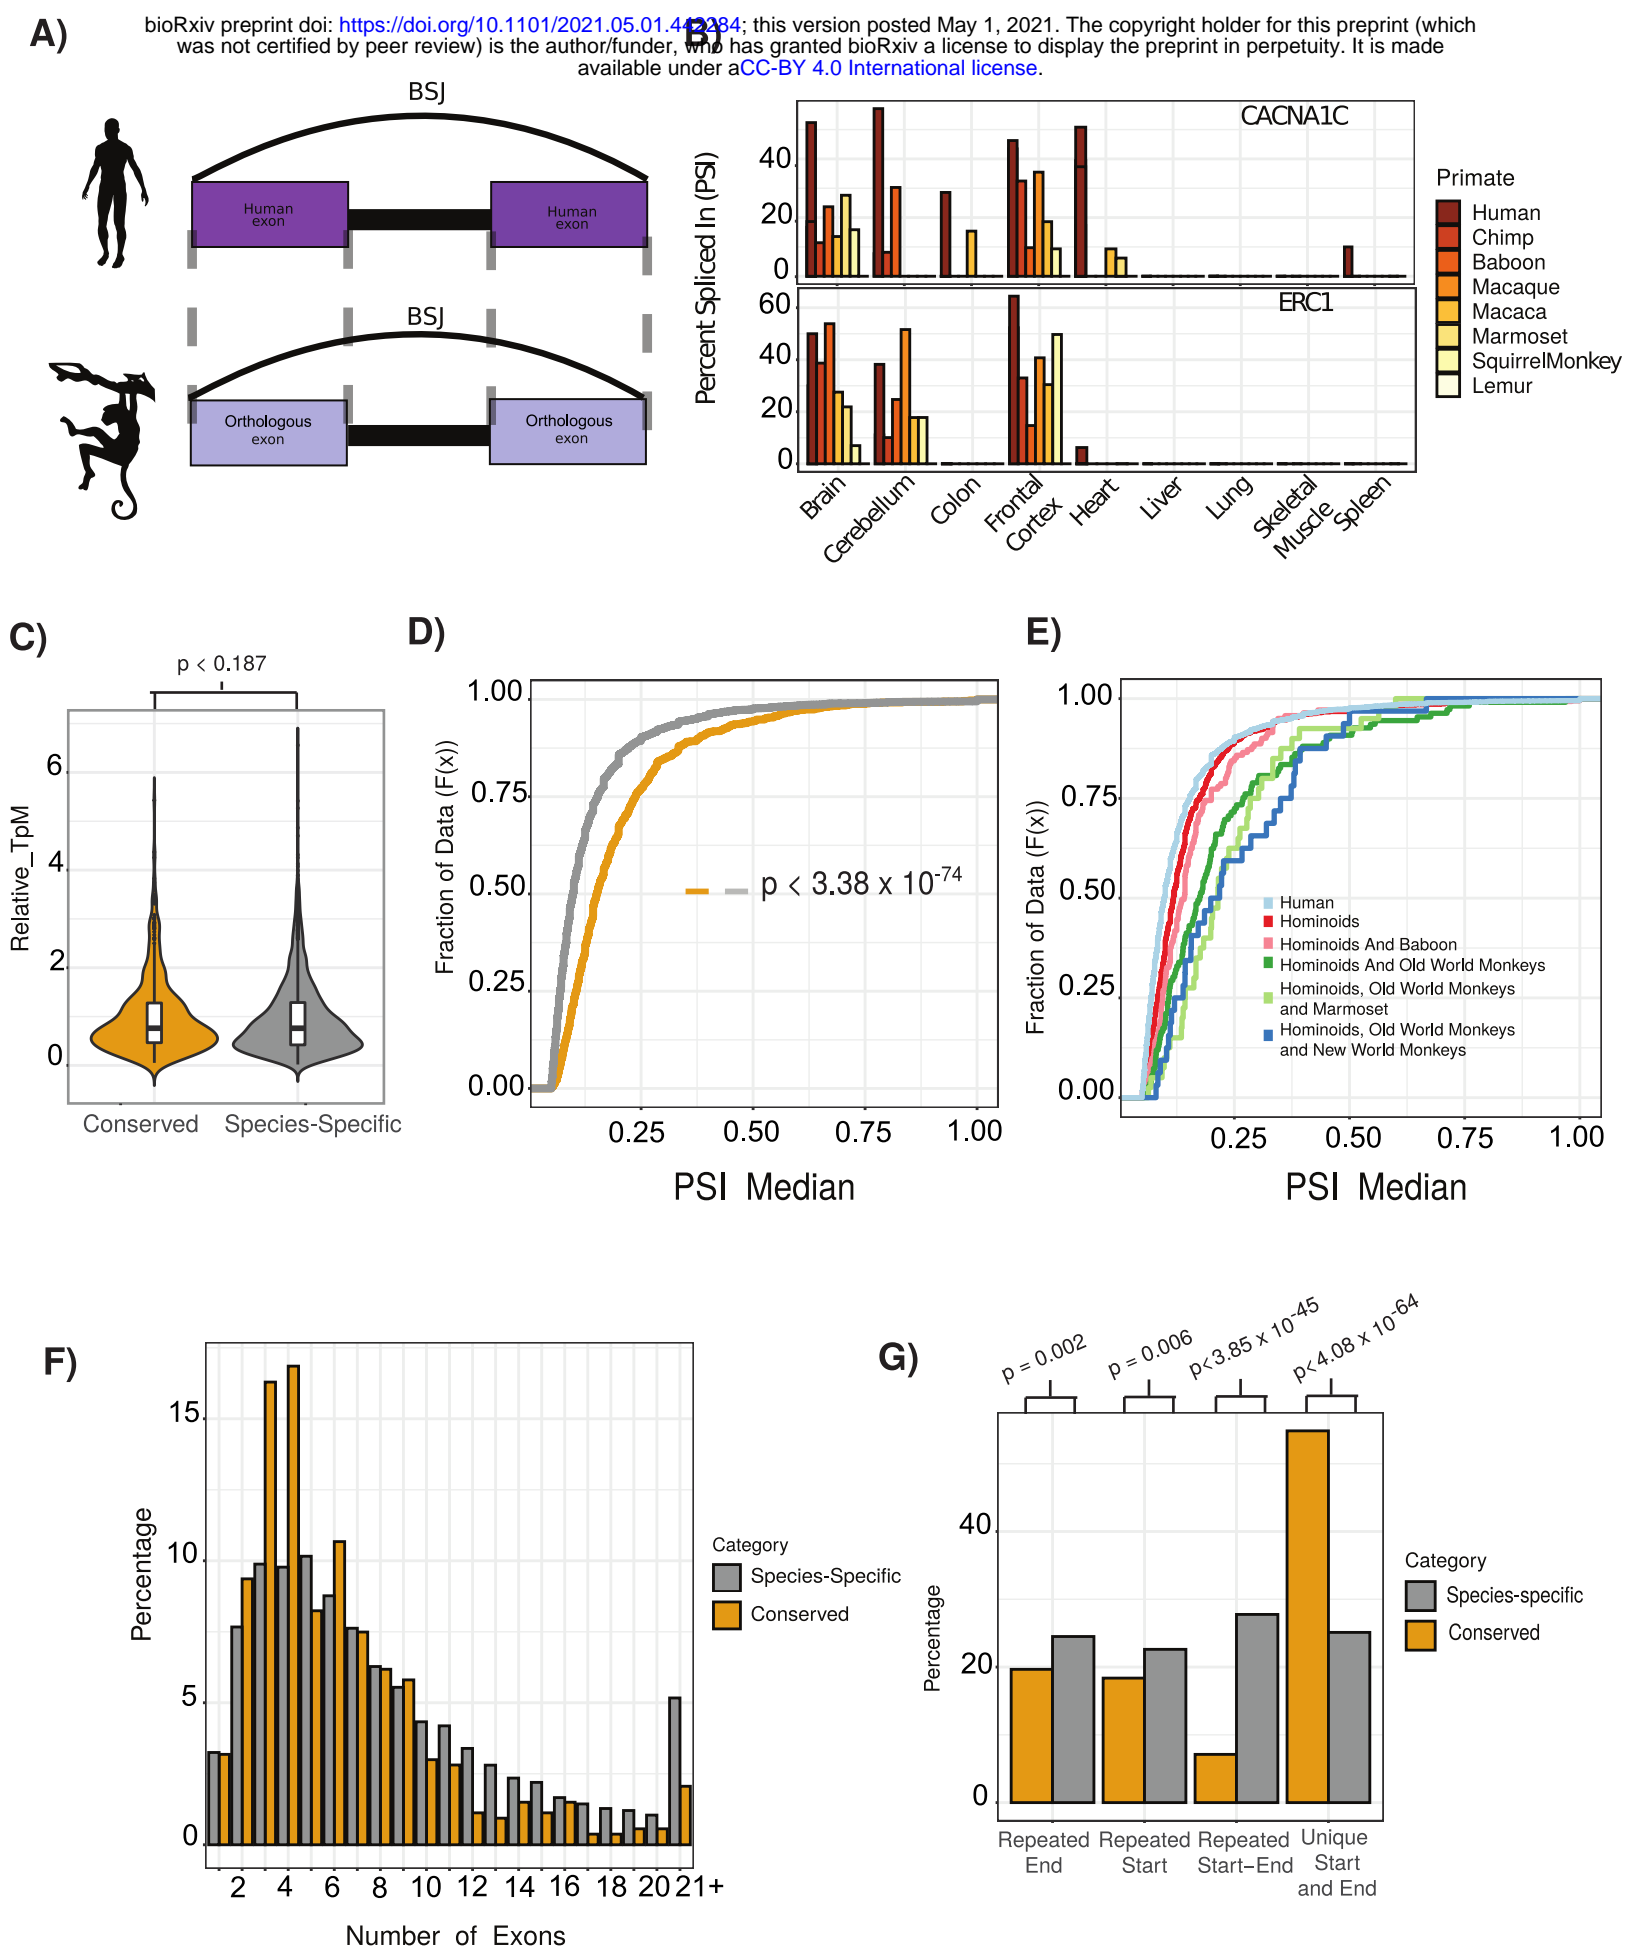 bioRxiv preprint doi: https://doi.org/10.1101/2021.05.01.442284; this version posted May 1, 2021. The copyright holder for this preprint (which
was not certified by peer review) is the author/funder, who has granted bioRxiv a license to display the preprint in perpetuity. It is made
available under aCC-BY 4.0 International license.
A)
BSJ
Human
exon
Human
exon
BSJ
Orthologous
exon
Orthologous
exon
B)
Percent Spliced In (PSI)
CACNA1C
40
20
0
ERC1
60
40
20
0
Brain
Cerebellum
Colon
Frontal
Cortex
Heart
Liver
Lung
Skeletal
Muscle
Spleen
Primate
Human
Chimp
Baboon
Macaque
Macaca
Marmoset
SquirrelMonkey
Lemur
C)
p < 0.187
Relative_TpM
6
4
2
0
Conserved
Species-Specific
D)
Fraction of Data (F(x))
1.00
0.75
0.50
0.25
0.00
p < 3.38 x 10-74
0.25 0.50 0.75 1.00
PSI Median
E)
Fraction of Data (F(x))
1.00
0.75
0.50
0.25
0.00
Human
Hominoids
Hominoids And Baboon
Hominoids And Old World Monkeys
Hominoids, Old World Monkeys
and Marmoset
Hominoids, Old World Monkeys
and New World Monkeys
0.25 0.50 0.75 1.00
PSI Median
F)
Percentage
15
10
5
0
2 4 6 8 10 12 14 16 18 20 21+
Number of Exons
Category
Species-Specific
Conserved
G)
p = 0.002
p = 0.006
p< 3.85 x 10-45
p< 4.08 x 10-64
Percentage
40
20
0
Repeated
End
Repeated
Start
Repeated
Start–End
Unique
Start
and End
Category
Species-specific
Conserved